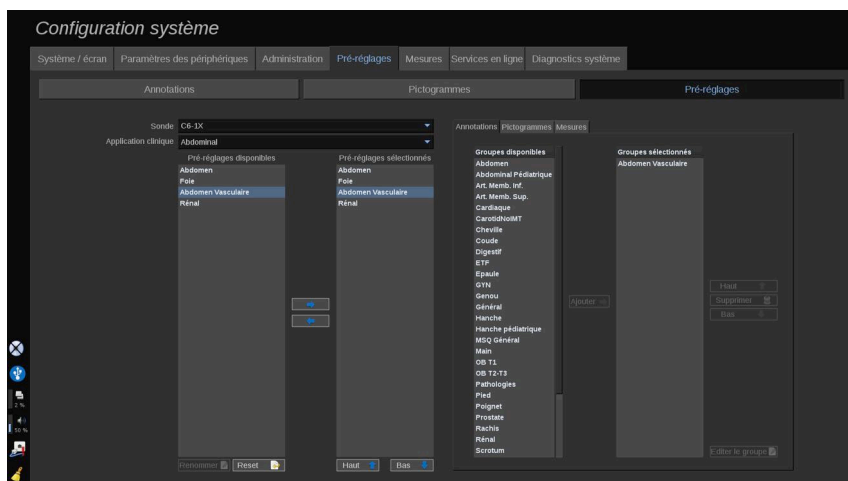 Configuration système
Système / écran Paramètres des périphériques Administration Pré-réglages Mesures Services en ligne Diagnostics système
Annotations Pictogrammes Pré-réglages
Sonde C6-1X
Application clinique Abdominal
Pré-réglages disponibles
Abdomen
Foie
Abdomen Vasculaire
Rénal
Renommer Reset
Pré-réglages sélectionnés
Abdomen
Foie
Abdomen Vasculaire
Rénal
Haut Bas
Annotations Pictogrammes Mesures
Groupes disponibles
Abdomen
Abdominal Pédiatrique
Art. Memb. Inf.
Art. Memb. Sup.
Cardiaque
CarotidNoIMT
Cheville
Coude
Digestif
ETF
Epaule
GYN
Genou
Général
Hanche
Hanche pédiatrique
MSQ Général
Main
OB T1
OB T2-T3
Pathologies
Pied
Poignet
Prostate
Rachis
Rénal
Scrotum
Ajouter
Groupes sélectionnés
Abdomen Vasculaire
Haut
Supprimer
Bas
Editer le groupe
2 %
50 %